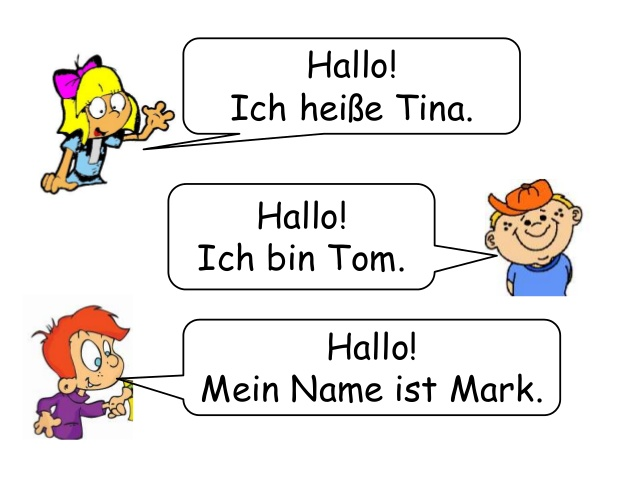 Hallo!
Ich heiße Tina.
Hallo!
Ich bin Tom.
Hallo!
Mein Name ist Mark.